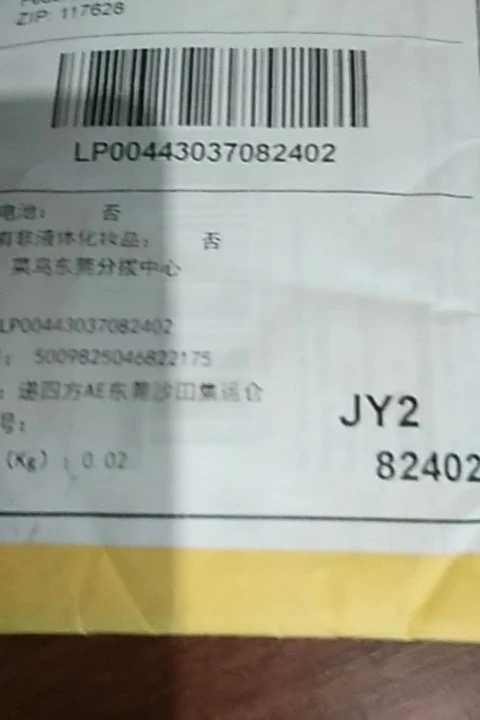 ZIP: 117628
LP00443037082402
电池： 否
有非液体化妆品： 否
菜鸟东莞分拨中心
LP00443037082402
：5009825046822175
：递四方AE东莞沙田集运仓
号：
JY2
(Kg)：0.02
82402